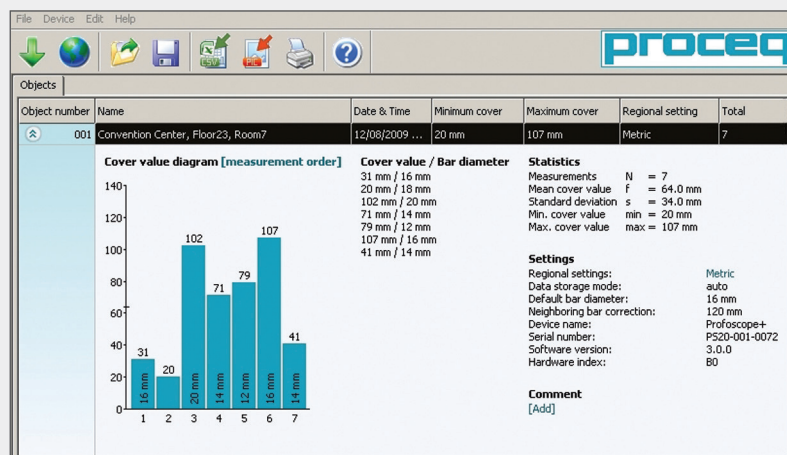 File Device Edit Help
CSV PIC ?
proceq
Objects
Object number Name Date & Time Minimum cover Maximum cover Regional setting Total
001 Convention Center, Floor23, Room7 12/08/2009 ... 20 mm 107 mm Metric 7
Cover value diagram [measurement order]
140
120
100
80
60
40
20
0
31
20
102
71
79
107
41
16 mm
20 mm
14 mm
12 mm
16 mm
14 mm
1 2 3 4 5 6 7
Cover value / Bar diameter
31 mm / 16 mm
20 mm / 18 mm
102 mm / 20 mm
71 mm / 14 mm
79 mm / 12 mm
107 mm / 16 mm
41 mm / 14 mm
Statistics
Measurements N = 7
Mean cover value f = 64.0 mm
Standard deviation s = 34.0 mm
Min. cover value min = 20 mm
Max. cover value max = 107 mm
Settings
Regional settings: Metric
Data storage mode: auto
Default bar diameter: 16 mm
Neighboring bar correction: 120 mm
Device name: Profoscope+
Serial number: PS20-001-0072
Software version: 3.0.0
Hardware index: B0
Comment
[Add]